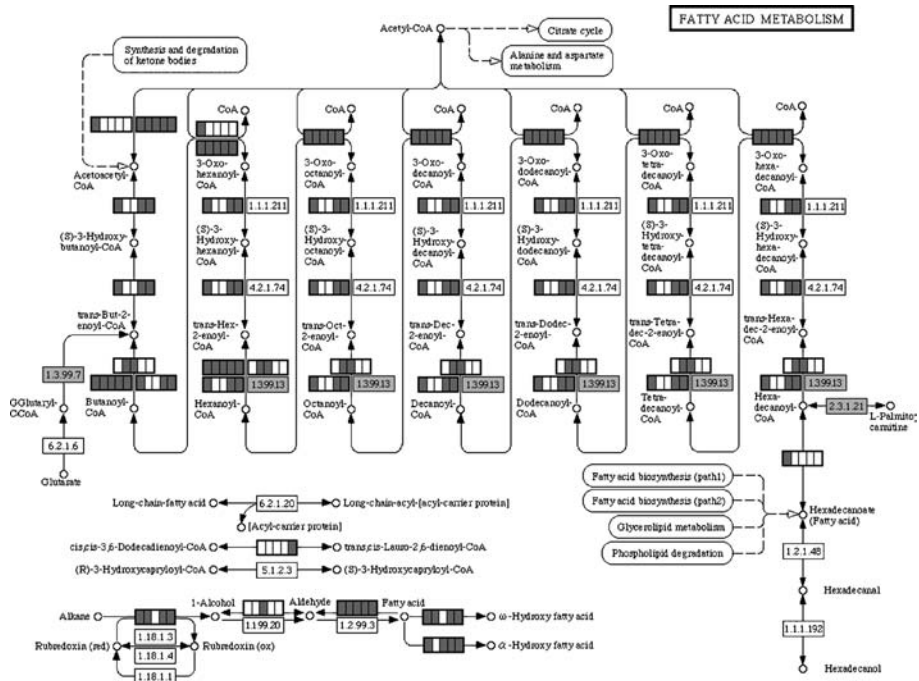 FATTY ACID METABOLISM
Acetyl-CoA
Citrate cycle
Alanine and aspartate
metabolism
Synthesis and degradation
of ketone bodies
CoA
CoA
CoA
CoA
CoA
CoA
Acetoacetyl-
CoA
3-Oxo-
hexanoyl-
CoA
3-Oxo-
octanoyl-
CoA
3-Oxo-
decanoyl-
CoA
3-Oxo-
dodecanoyl-
CoA
3-Oxo-
tetra-
decanoyl-
CoA
3-Oxo-
hexa-
decanoyl-
CoA
1.1.1.211
1.1.1.211
1.1.1.211
1.1.1.211
1.1.1.211
1.1.1.211
(S)-3-Hydroxy-
butanoyl-CoA
(S)-3-
Hydroxy-
hexanoyl-
CoA
(S)-3-
Hydroxy-
octanoyl-
CoA
(S)-3-
Hydroxy-
decanoyl-
CoA
(S)-3-
Hydroxy-
dodecanoyl-
CoA
(S)-3-
Hydroxy-
tetra-
decanoyl-
CoA
(S)-3-
Hydroxy-
hexa-
decanoyl-
CoA
4.2.1.74
4.2.1.74
4.2.1.74
4.2.1.74
4.2.1.74
4.2.1.74
trans-But-2-
enoyl-CoA
trans-Hex-
2-enoyl-
CoA
trans-Oct-
2-enoyl-
CoA
trans-Dec-
2-enoyl-
CoA
trans-Dodec-
2-enoyl-
CoA
trans-Tetra-
dec-2-enoyl-
CoA
trans-Hexa-
dec-2-enoyl-
CoA
1.3.99.7
1.3.99.13
1.3.99.13
1.3.99.13
1.3.99.13
1.3.99.13
1.3.99.13
GGlutaryl-
CCoA
Butanoyl-
CoA
Hexanoyl-
CoA
Octanoyl-
CoA
Decanoyl-
CoA
Dodecanoyl-
CoA
Tetra-
decanoyl-
CoA
Hexa-
decanoyl-
CoA
2.3.1.21
L-Palmitoy
carnitine
6.2.1.6
Glutarate
Fatty acid biosynthesis (path1)
Fatty acid biosynthesis (path2)
Glycerolipid metabolism
Phospholipid degradation
Hexadecanoate
(Fatty acid)
1.2.1.48
Hexadecanal
1.1.1.192
Hexadecanol
Long-chain-fatty acid
6.2.1.20
Long-chain-acyl-[acyl-carrier protein]
[Acyl-carrier protein]
cis,cis-3,6-Dodecadienoyl-CoA
trans,cis-Lauro-2,6-dienoyl-CoA
(R)-3-Hydroxycapryloyl-CoA
5.1.2.3
(S)-3-Hydroxycapryloyl-CoA
Alkane
1-Alcohol
Aldehyde
Fatty acid
ω-Hydroxy fatty acid
1.1.99.20
1.2.99.3
Rubredoxin (red)
1.18.1.3
1.18.1.4
1.18.1.1
Rubredoxin (ox)
α-Hydroxy fatty acid